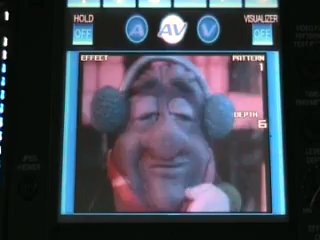 HOLD
VISUALIZER
OFF
A
AV
V
OFF
EFFECT
PATTERN
1
DEPTH
6